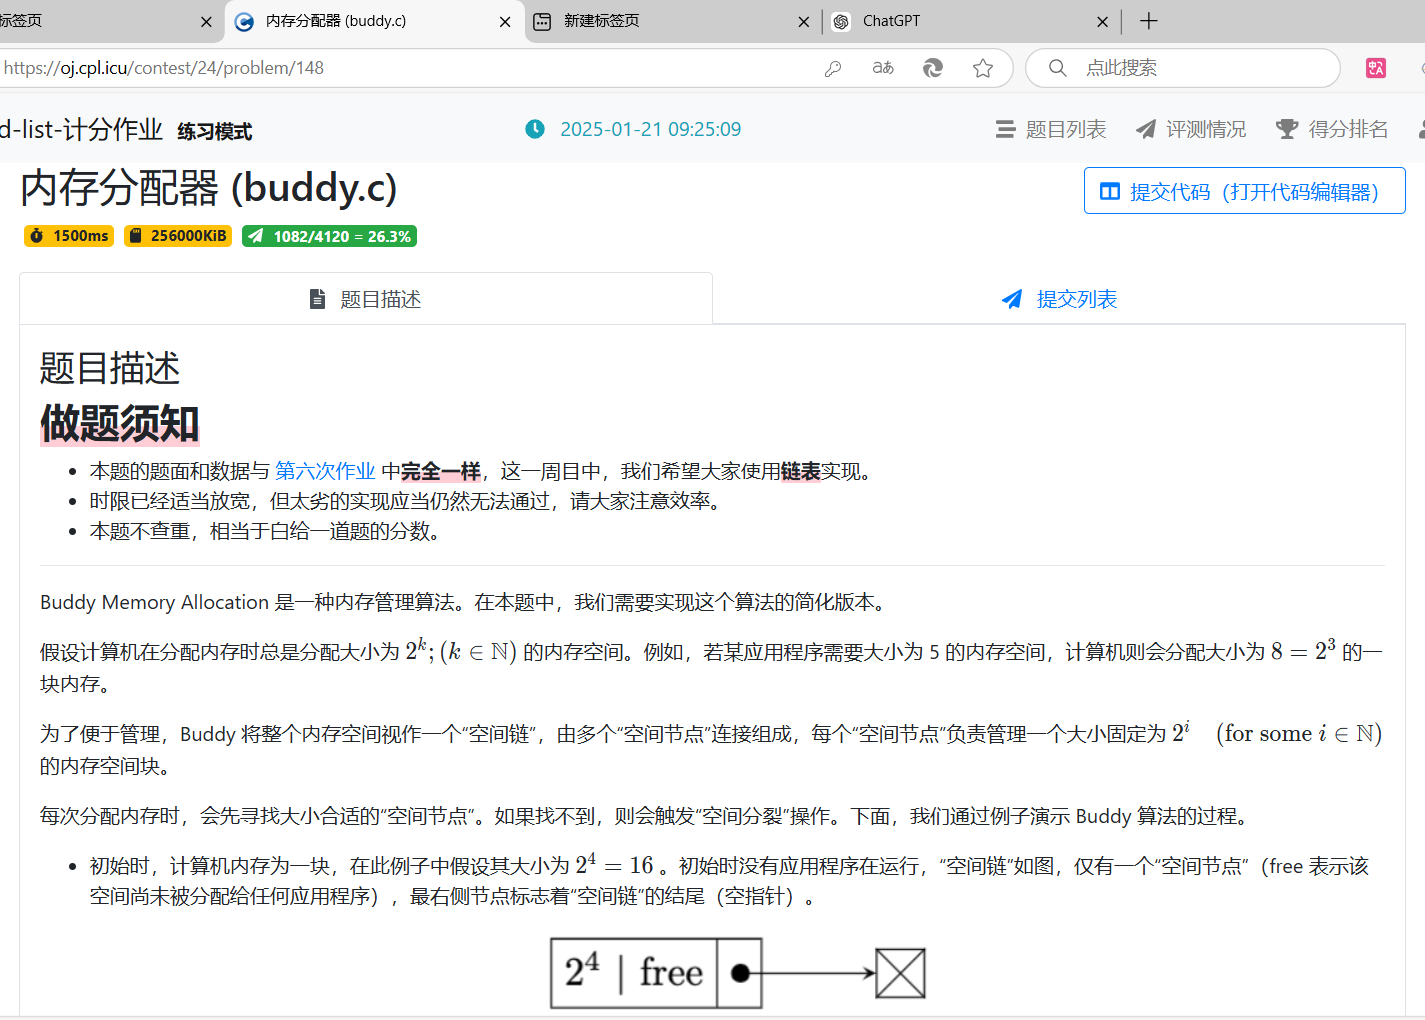 标签页
内存分配器 (buddy.c)
新建标签页
ChatGPT
https://oj.cpl.icu/contest/24/problem/148
aあ
点此搜索
d-list-计分作业 练习模式
2025-01-21 09:25:09
题目列表
评测情况
得分排名
内存分配器 (buddy.c)
提交代码（打开代码编辑器）
1500ms
256000KiB
1082/4120 = 26.3%
题目描述
提交列表
题目描述
做题须知
本题的题面和数据与 第六次作业 中完全一样，这一周目中，我们希望大家使用链表实现。
时限已经适当放宽，但太劣的实现应当仍然无法通过，请大家注意效率。
本题不查重，相当于白给一道题的分数。
Buddy Memory Allocation 是一种内存管理算法。在本题中，我们需要实现这个算法的简化版本。
假设计算机在分配内存时总是分配大小为 2^k; (k ∈ ℕ) 的内存空间。例如，若某应用程序需要大小为 5 的内存空间，计算机则会分配大小为 8 = 2^3 的一
块内存。
为了便于管理，Buddy 将整个内存空间视作一个“空间链”，由多个“空间节点”连接组成，每个“空间节点”负责管理一个大小固定为 2^i (for some i ∈ ℕ)
的内存空间块。
每次分配内存时，会先寻找大小合适的“空间节点”。如果找不到，则会触发“空间分裂”操作。下面，我们通过例子演示 Buddy 算法的过程。
初始时，计算机内存为一块，在此例子中假设其大小为 2^4 = 16 。初始时没有应用程序在运行，“空间链”如图，仅有一个“空间节点”（free 表示该
空间尚未被分配给任何应用程序），最右侧节点标志着“空间链”的结尾（空指针）。
2^4 | free